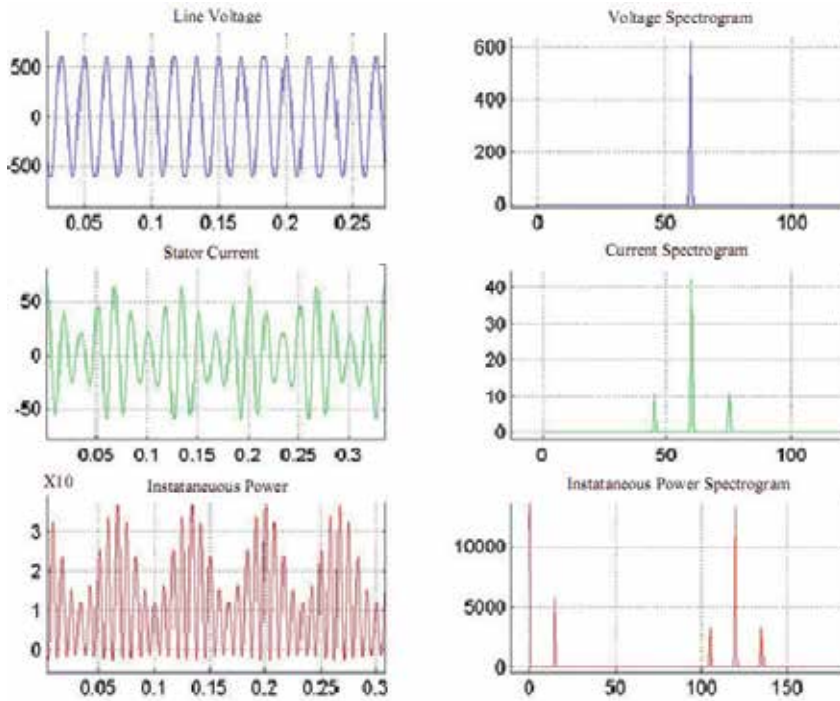 Line Voltage
500
0
-500
0.05 0.1 0.15 0.2 0.25
Voltage Spectrogram
600
400
200
0
0 50 100
Stator Current
50
0
-50
0.05 0.1 0.15 0.2 0.25 0.3
Current Spectrogram
40
30
20
10
0
0 50 100
X10
Instataneuous Power
3
2
1
0
0.05 0.1 0.15 0.2 0.25 0.3
Instataneous Power Spectrogram
10000
5000
0
0 50 100 150